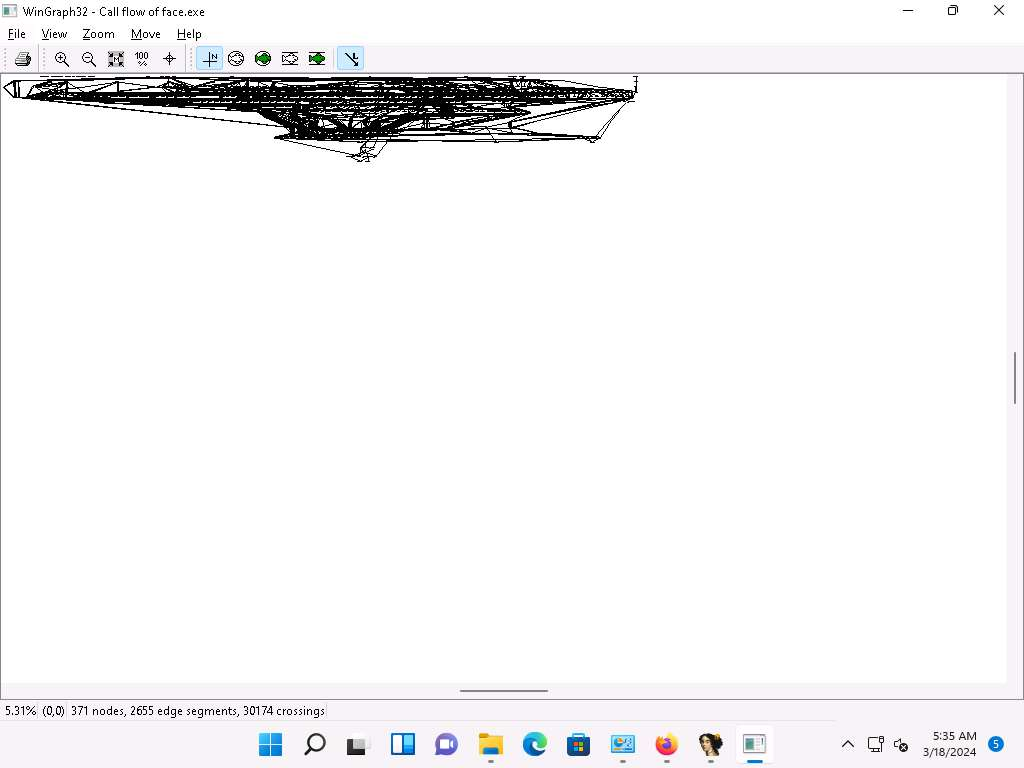 WinGraph32 - Call flow of face.exe
File View Zoom Move Help
100
%
N
5.31% (0,0) 371 nodes, 2655 edge segments, 30174 crossings
5:35 AM
3/18/2024
5